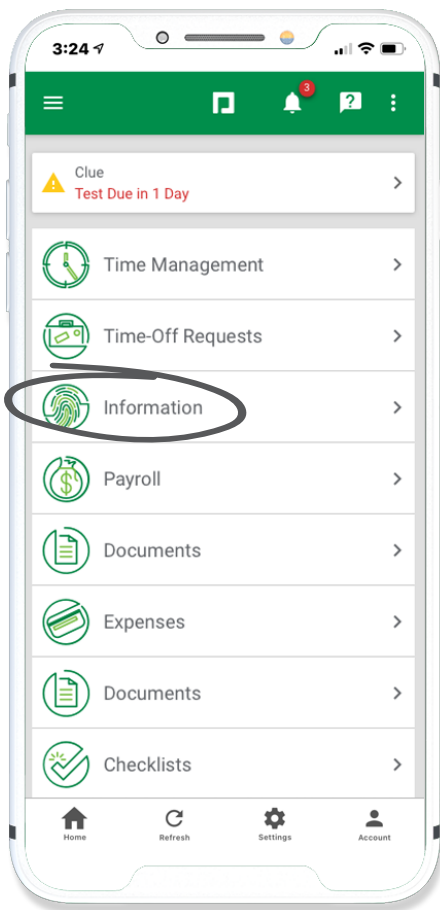 3:24
3
?
Clue
Test Due in 1 Day
Time Management
Time-Off Requests
Information
$
Payroll
Documents
Expenses
Documents
Checklists
Home Refresh Settings Account